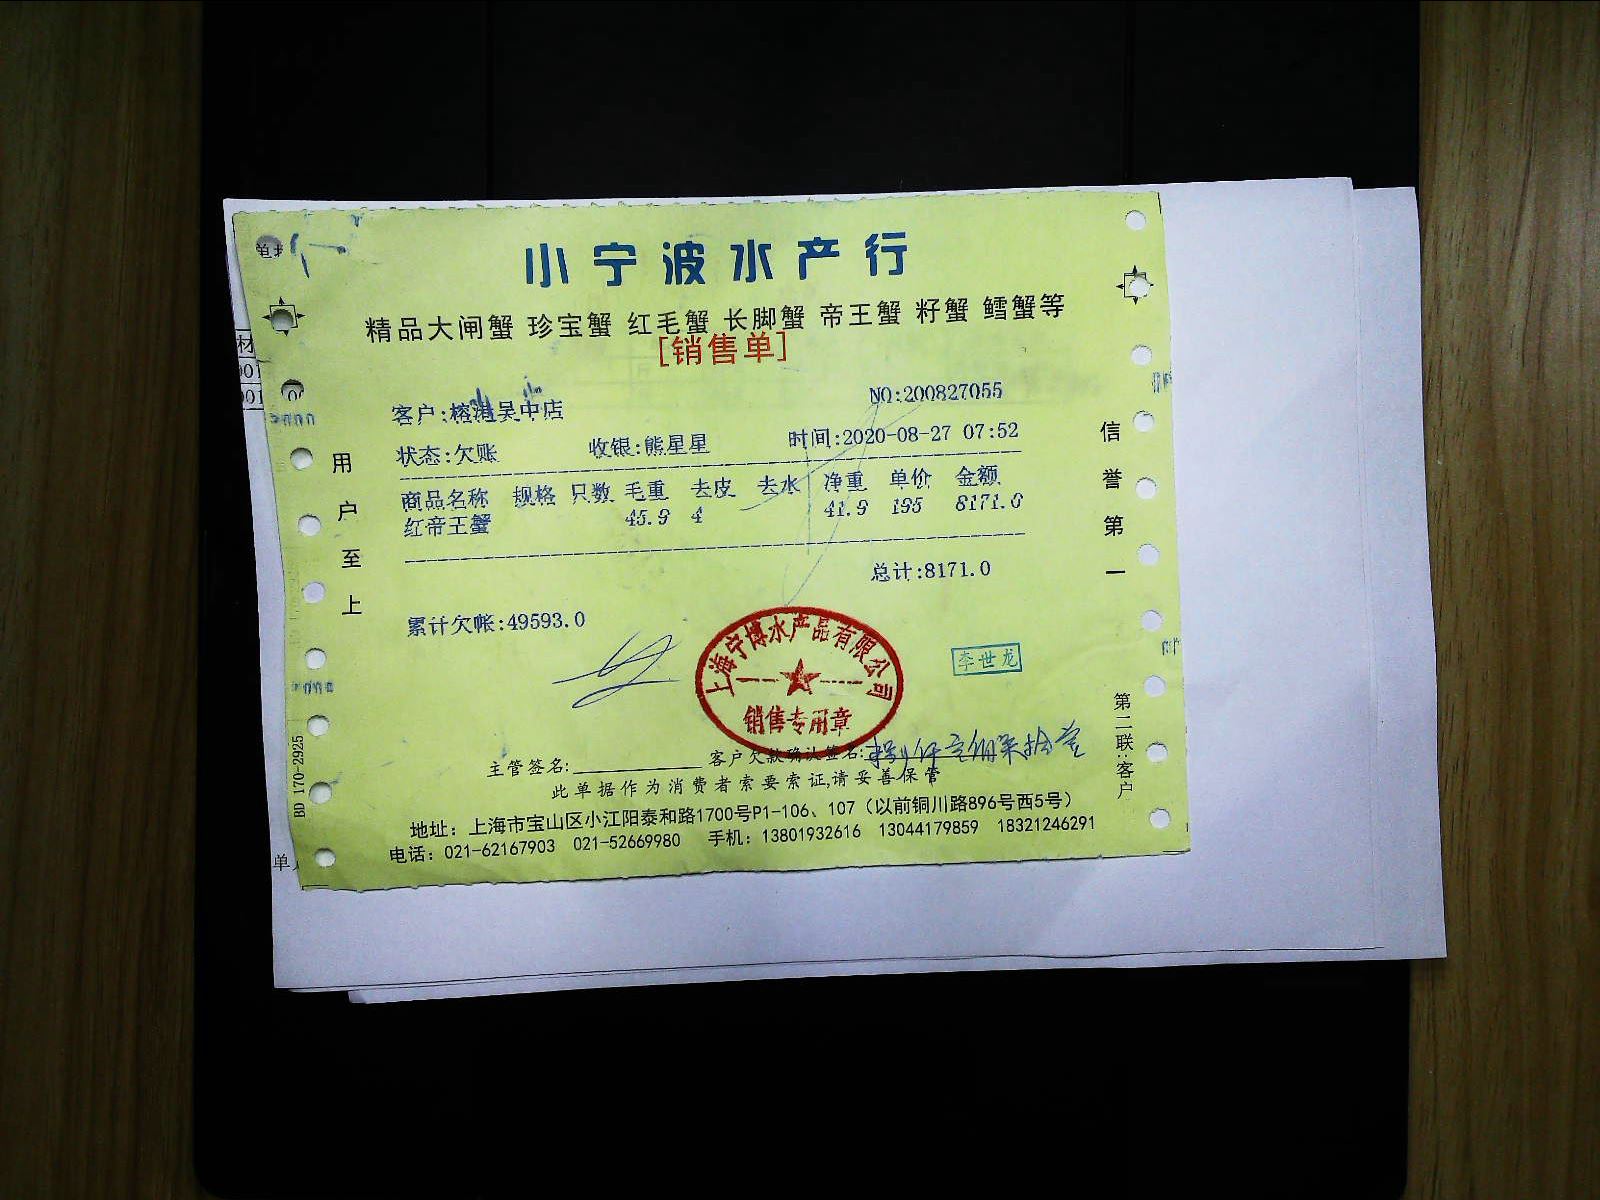 小宁波水产行
精品大闸蟹 珍宝蟹 红毛蟹 长脚蟹 帝王蟹 籽蟹 鳕蟹等
[销售单]
NO:200827055
客户:榕港吴中店
状态:欠账 收银:熊星星 时间:2020-08-27 07:52
商品名称 规格 只数 毛重 去皮 去水 净重 单价 金额
红帝王蟹 45.9 4 41.9 195 8171.0
总计:8171.0
累计欠帐:49593.0
用户至上
信誉第一
上海宁博水产品有限公司
销售专用章
李世龙
第二联:客户
主管签名: 客户欠款确认签名:捌仟壹佰柒拾壹
此单据作为消费者索要索证,请妥善保管
地址：上海市宝山区小江阳泰和路1700号P1-106、107（以前铜川路896号西5号）
电话：021-62167903 021-52669980 手机：13801932616 13044179859 18321246291
BD 170-2925
材
单